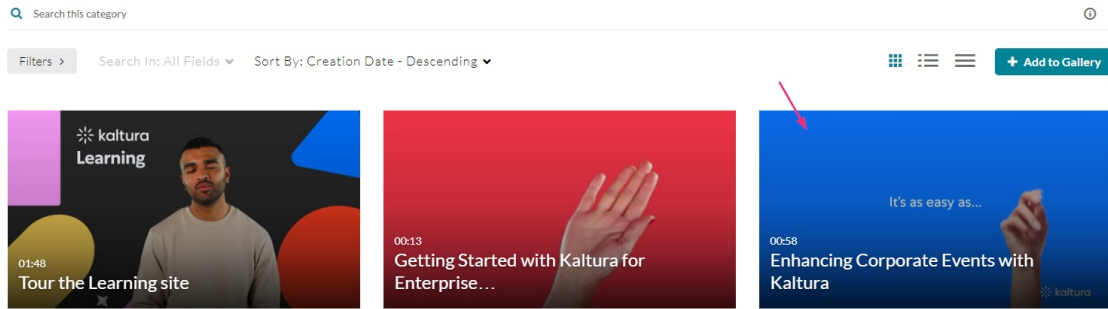 Search this category
Filters >
Search In: All Fields
Sort By: Creation Date - Descending
+ Add to Gallery
kaltura
Learning
01:48
Tour the Learning site
00:13
Getting Started with Kaltura for
Enterprise…
It's as easy as...
00:58
Enhancing Corporate Events with
Kaltura
kaltura